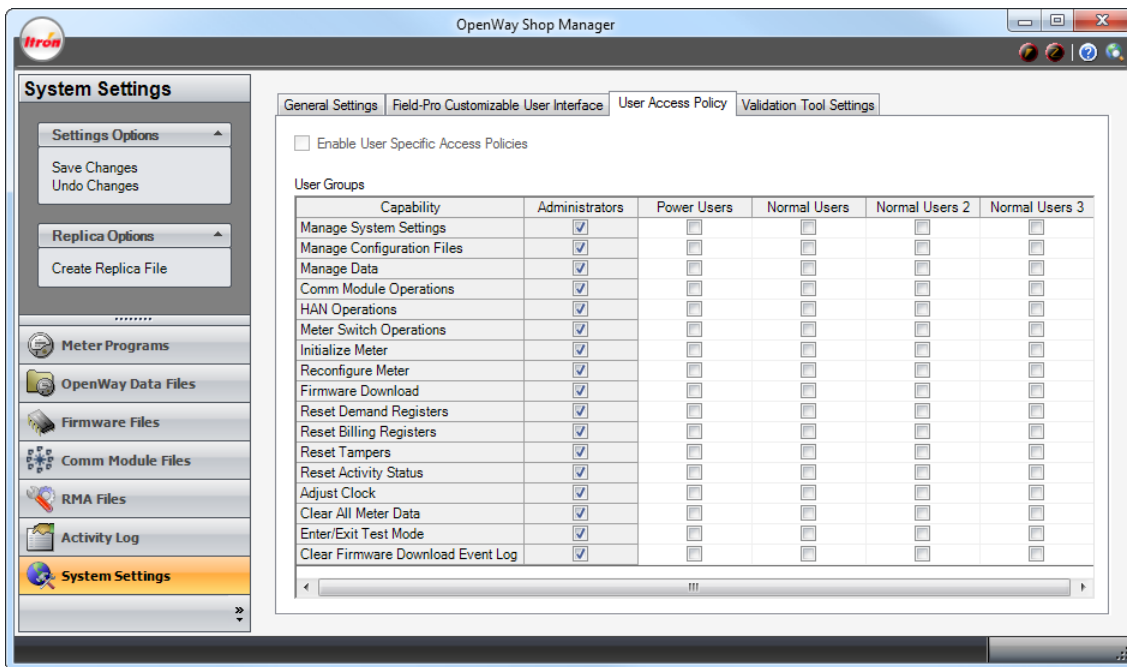 OpenWay Shop Manager
Itron
System Settings
Settings Options
Save Changes
Undo Changes
Replica Options
Create Replica File
Meter Programs
OpenWay Data Files
Firmware Files
Comm Module Files
RMA Files
Activity Log
System Settings
General Settings Field-Pro Customizable User Interface User Access Policy Validation Tool Settings
Enable User Specific Access Policies
User Groups
Capability Administrators Power Users Normal Users Normal Users 2 Normal Users 3
Manage System Settings
Manage Configuration Files
Manage Data
Comm Module Operations
HAN Operations
Meter Switch Operations
Initialize Meter
Reconfigure Meter
Firmware Download
Reset Demand Registers
Reset Billing Registers
Reset Tampers
Reset Activity Status
Adjust Clock
Clear All Meter Data
Enter/Exit Test Mode
Clear Firmware Download Event Log